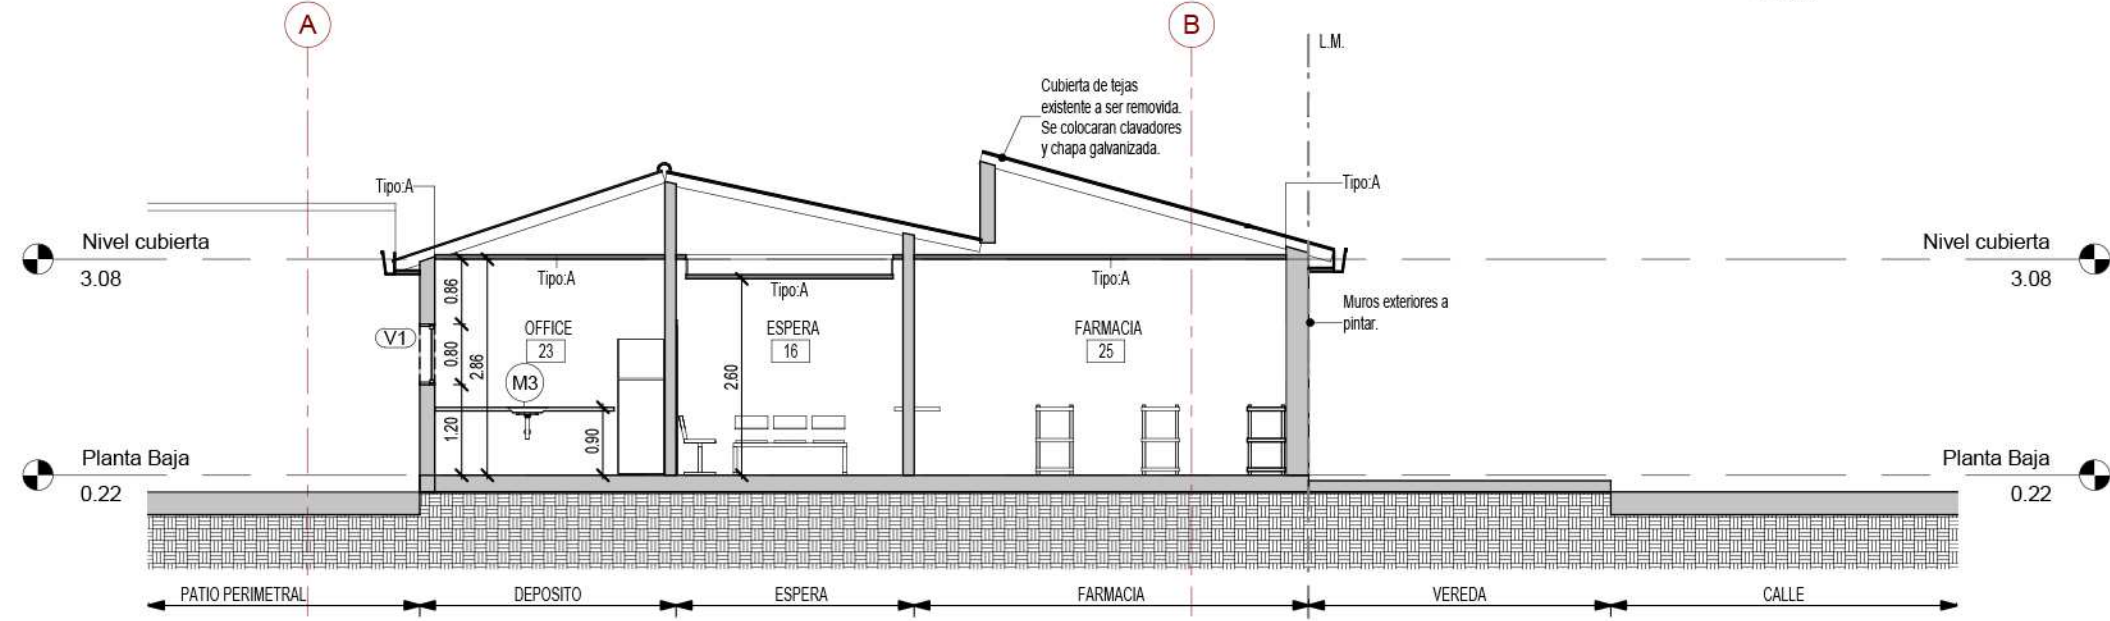 A
B
L.M.
Cubierta de tejas
existente a ser removida.
Se colocaran clavadores
y chapa galvanizada.
Tipo:A
Tipo:A
Nivel cubierta
3.08
Nivel cubierta
3.08
Tipo:A
Tipo:A
Tipo:A
Muros exteriores a
pintar.
V1
0.86
0.80
1.20
2.86
OFFICE
23
M3
0.90
ESPERA
16
2.60
FARMACIA
25
Planta Baja
0.22
Planta Baja
0.22
PATIO PERIMETRAL
DEPOSITO
ESPERA
FARMACIA
VEREDA
CALLE